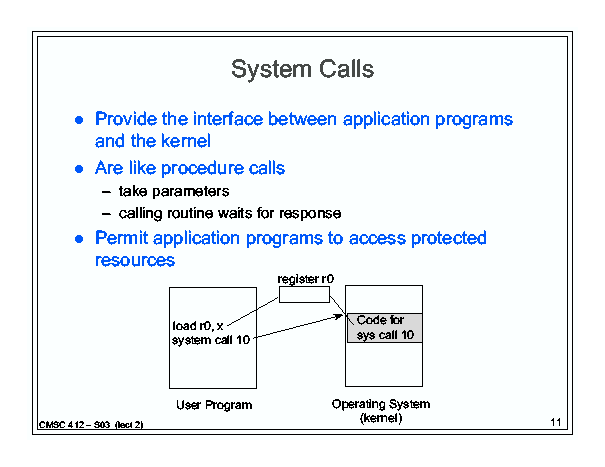 System Calls
● Provide the interface between application programs
and the kernel
● Are like procedure calls
– take parameters
– calling routine waits for response
● Permit application programs to access protected
resources
register r0
load r0, x
system call 10
Code for
sys call 10
User Program
Operating System
(kernel)
CMSC 412 – S03 (lect 2)
11